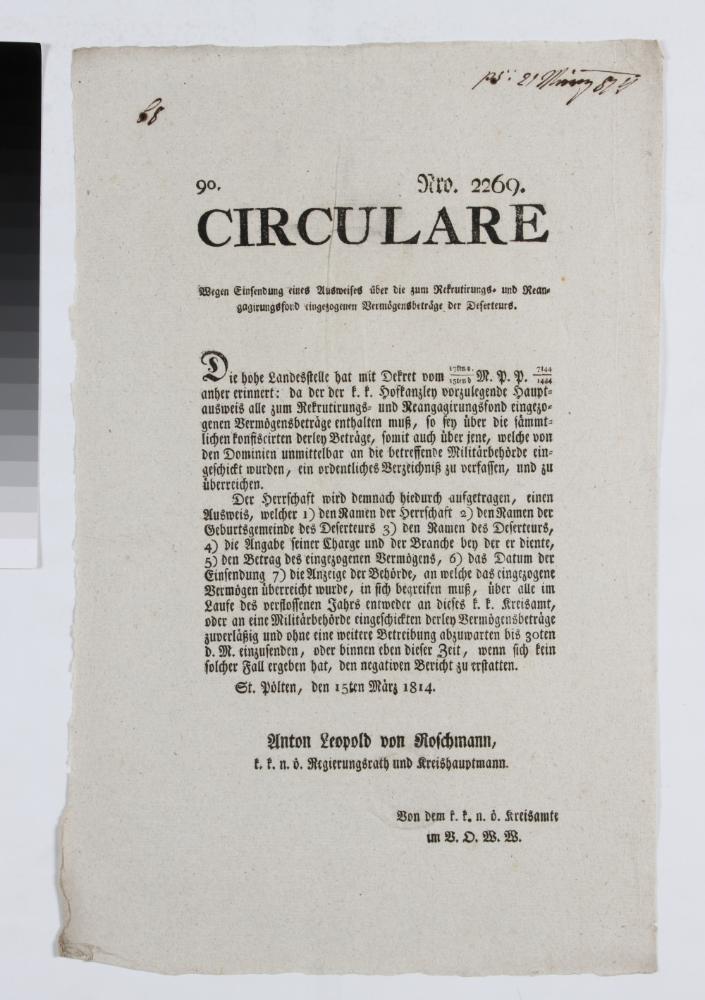 ps: 21 März 814
68
90. Nro. 2269.
CIRCULARE
Wegen Einsendung eines Ausweises über die zum Rekrutirungs- und Rean-
gagirungsfond eingezogenen Vermögensbeträge der Deserteurs.
Die hohe Landesstelle hat mit Dekret vom M. P. P. 7144/1444
anher erinnert: da der der k. k. Hofkanzley vorzulegende Haupt-
ausweis alle zum Rekrutirungs- und Reangagirungsfond eingezo-
genen Vermögensbeträge enthalten muß, so sey über die sämmt-
lichen konfiscirten derley Beträge, somit auch über jene, welche von
den Dominien unmittelbar an die betreffende Militärbehörde ein-
geschickt wurden, ein ordentliches Verzeichniß zu verfassen, und zu
überreichen.
Der Herrschaft wird demnach hiedurch aufgetragen, einen
Ausweis, welcher 1) den Namen der Herrschaft 2) den Namen der
Geburtsgemeinde des Deserteurs 3) den Namen des Deserteurs,
4) die Angabe seiner Charge und der Branche bey der er diente,
5) den Betrag des eingezogenen Vermögens, 6) das Datum der
Einsendung 7) die Anzeige der Behörde, an welche das eingezogene
Vermögen überreicht wurde, in sich begreifen muß, über alle im
Laufe des verflossenen Jahrs entweder an dieses k. k. Kreisamt,
oder an eine Militärbehörde eingeschickten derley Vermögensbeträge
zuverläßig und ohne eine weitere Betreibung abzuwarten bis 30ten
d. M. einzusenden, oder binnen eben dieser Zeit, wenn sich kein
solcher Fall ergeben hat, den negativen Bericht zu erstatten.
St. Pölten, den 15ten März 1814.
Anton Leopold von Roschmann,
k. k. n. ö. Regierungsrath und Kreishauptmann.
Von dem k. k. n. ö. Kreisamte
im V. O. W. W.